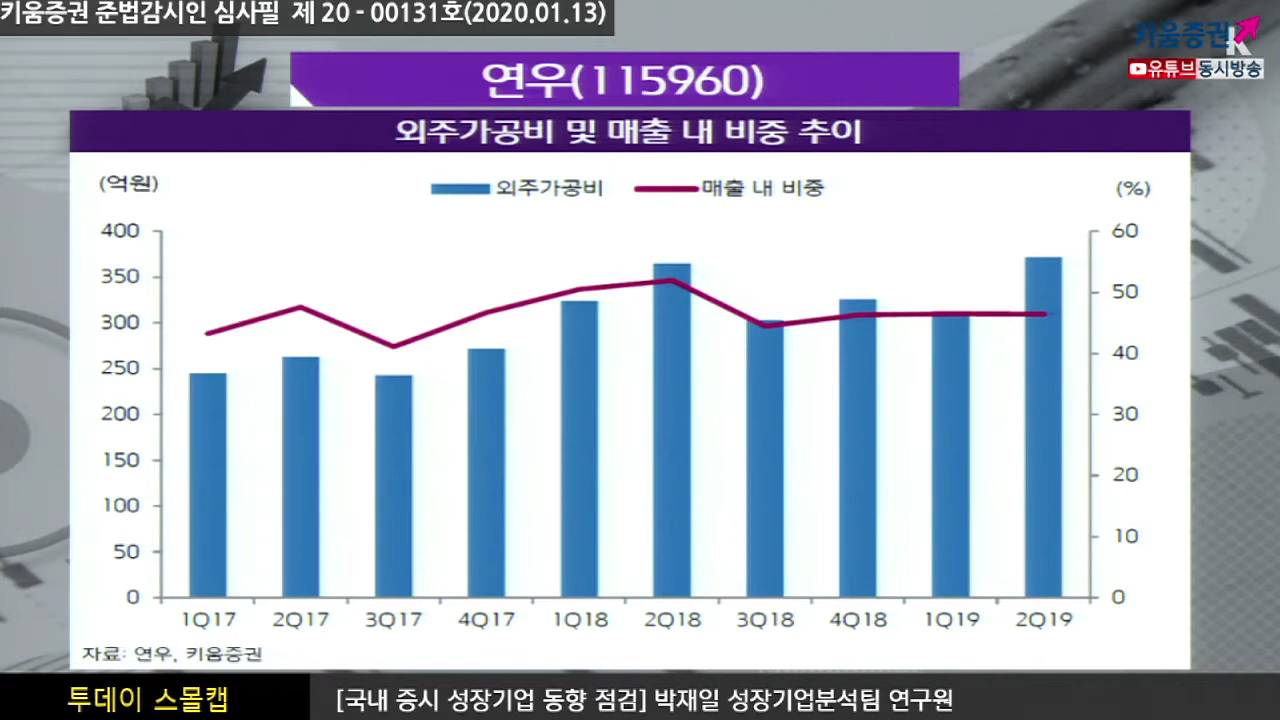 키움증권 준법감시인 심사필 제 20 - 00131호(2020.01.13)
키움증권
유튜브 동시방송
연우(115960)
외주가공비 및 매출 내 비중 추이
(억원) 외주가공비 매출 내 비중 (%)
400 60
350
300 50
250 40
200 30
150 20
100 10
50
0 0
1Q17 2Q17 3Q17 4Q17 1Q18 2Q18 3Q18 4Q18 1Q19 2Q19
자료: 연우, 키움증권
투데이 스몰캡 [국내 증시 성장기업 동향 점검] 박재일 성장기업분석팀 연구원